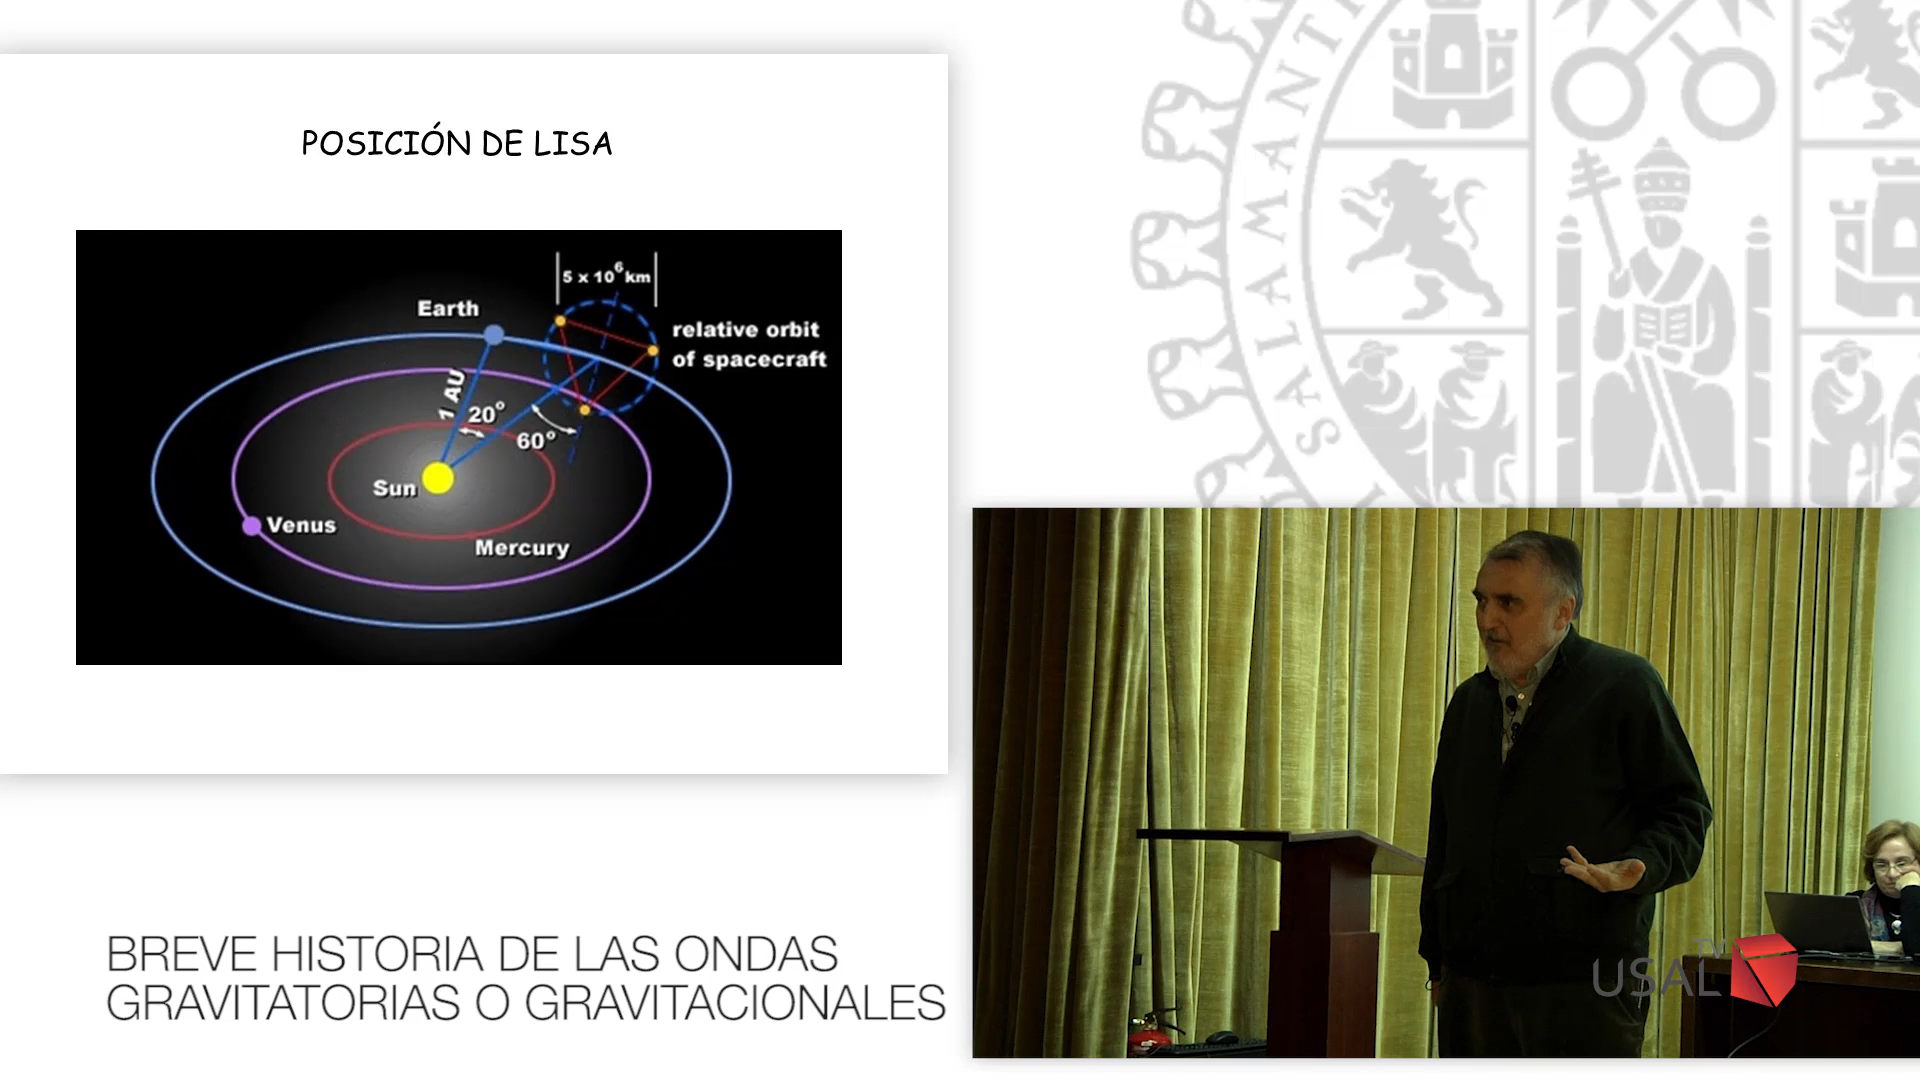 POSICIÓN DE LISA
5 x 10⁶ km
Earth
relative orbit
of spacecraft
1 AU
20°
60°
Sun
Venus
Mercury
BREVE HISTORIA DE LAS ONDAS
GRAVITATORIAS O GRAVITACIONALES
SALAMANT
USAL TV